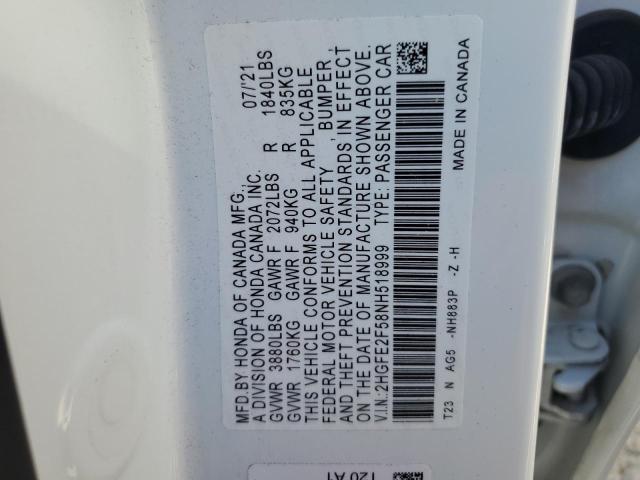 MFD.BY HONDA OF CANADA MFG., 07/'21
A DIVISION OF HONDA CANADA INC.
GVWR 3880LBS GAWR F 2072LBS R 1840LBS
GVWR 1760KG GAWR F 940KG R 835KG
THIS VEHICLE CONFORMS TO ALL APPLICABLE
FEDERAL MOTOR VEHICLE SAFETY , BUMPER ,
AND THEFT PREVENTION STANDARDS IN EFFECT
ON THE DATE OF MANUFACTURE SHOWN ABOVE.
V.I.N.:2HGFE2F58NH518999 TYPE: PASSENGER CAR
T23 N AG5 -NH883P -Z -H MADE IN CANADA
T20 A1